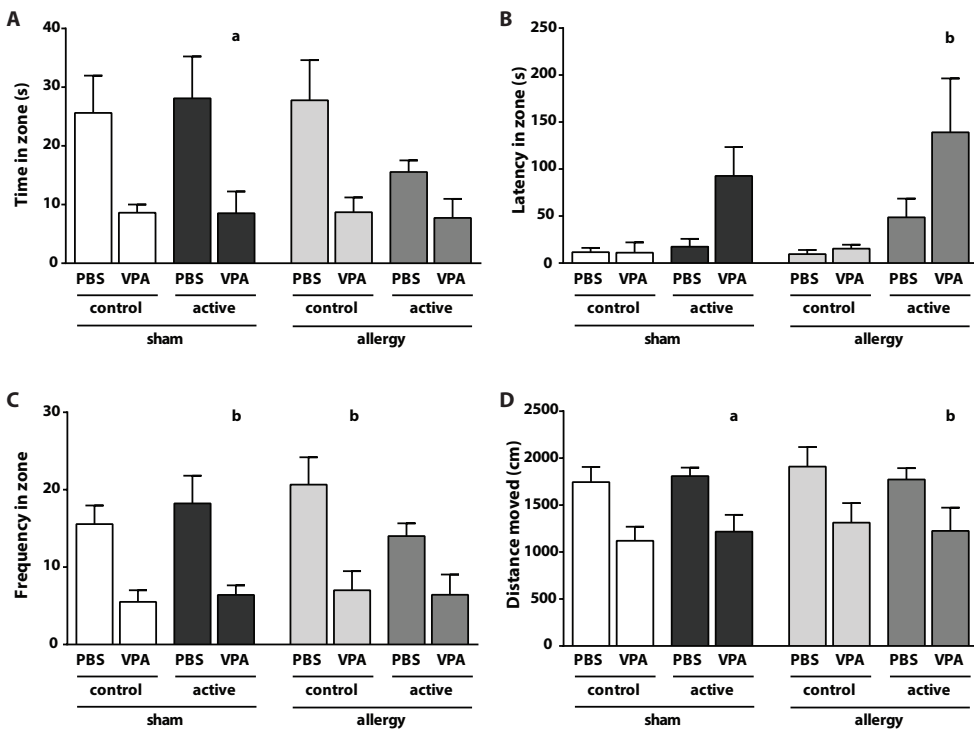 A
a
Time in zone (s)
40
30
20
10
0
PBS VPA PBS VPA PBS VPA PBS VPA
control active control active
sham allergy
B
b
Latency in zone (s)
250
200
150
100
50
0
PBS VPA PBS VPA PBS VPA PBS VPA
control active control active
sham allergy
C
b b
Frequency in zone
30
20
10
0
PBS VPA PBS VPA PBS VPA PBS VPA
control active control active
sham allergy
D
a b
Distance moved (cm)
2500
2000
1500
1000
500
0
PBS VPA PBS VPA PBS VPA PBS VPA
control active control active
sham allergy